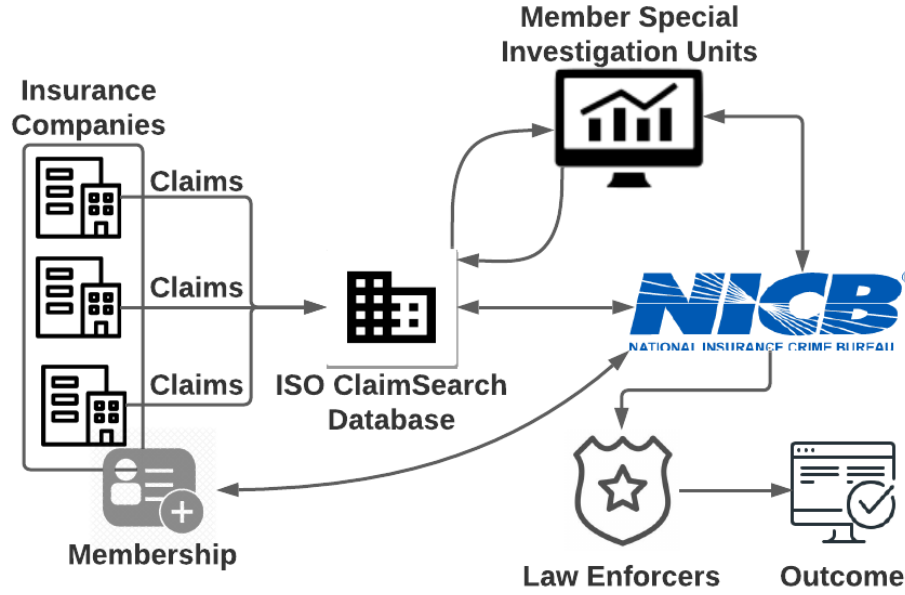 Member Special
Investigation Units
Insurance
Companies
Claims
Claims
Claims
NICB®
NATIONAL INSURANCE CRIME BUREAU
ISO ClaimSearch
Database
Membership
Law Enforcers
Outcome